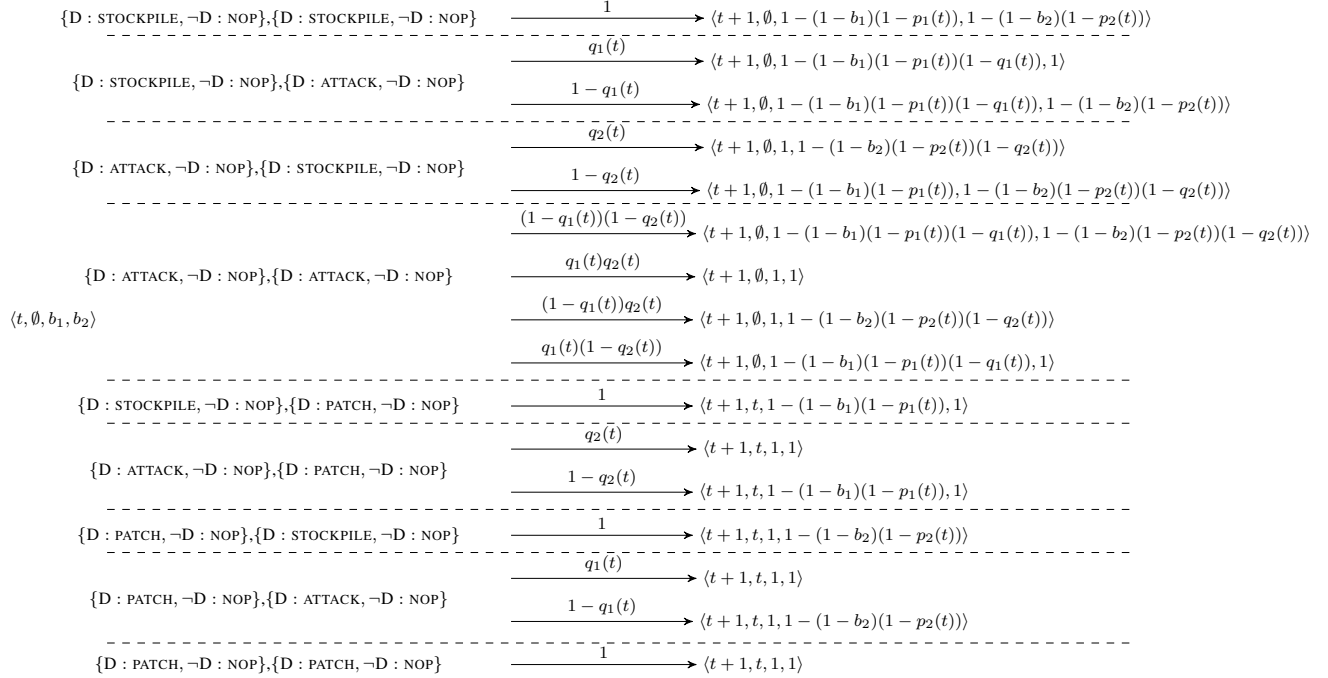 {D : STOCKPILE, ¬D : NOP},{D : STOCKPILE, ¬D : NOP} 1 ⟨t + 1, ∅, 1 − (1 − b₁)(1 − p₁(t)), 1 − (1 − b₂)(1 − p₂(t))⟩
q₁(t) ⟨t + 1, ∅, 1 − (1 − b₁)(1 − p₁(t))(1 − q₁(t)), 1⟩
{D : STOCKPILE, ¬D : NOP},{D : ATTACK, ¬D : NOP}
1 − q₁(t) ⟨t + 1, ∅, 1 − (1 − b₁)(1 − p₁(t))(1 − q₁(t)), 1 − (1 − b₂)(1 − p₂(t))⟩
q₂(t) ⟨t + 1, ∅, 1, 1 − (1 − b₂)(1 − p₂(t))(1 − q₂(t))⟩
{D : ATTACK, ¬D : NOP},{D : STOCKPILE, ¬D : NOP}
1 − q₂(t) ⟨t + 1, ∅, 1 − (1 − b₁)(1 − p₁(t)), 1 − (1 − b₂)(1 − p₂(t))(1 − q₂(t))⟩
(1 − q₁(t))(1 − q₂(t)) ⟨t + 1, ∅, 1 − (1 − b₁)(1 − p₁(t))(1 − q₁(t)), 1 − (1 − b₂)(1 − p₂(t))(1 − q₂(t))⟩
{D : ATTACK, ¬D : NOP},{D : ATTACK, ¬D : NOP} q₁(t)q₂(t) ⟨t + 1, ∅, 1, 1⟩
⟨t, ∅, b₁, b₂⟩ (1 − q₁(t))q₂(t) ⟨t + 1, ∅, 1, 1 − (1 − b₂)(1 − p₂(t))(1 − q₂(t))⟩
q₁(t)(1 − q₂(t)) ⟨t + 1, ∅, 1 − (1 − b₁)(1 − p₁(t))(1 − q₁(t)), 1⟩
{D : STOCKPILE, ¬D : NOP},{D : PATCH, ¬D : NOP} 1 ⟨t + 1, t, 1 − (1 − b₁)(1 − p₁(t)), 1⟩
q₂(t) ⟨t + 1, t, 1, 1⟩
{D : ATTACK, ¬D : NOP},{D : PATCH, ¬D : NOP}
1 − q₂(t) ⟨t + 1, t, 1 − (1 − b₁)(1 − p₁(t)), 1⟩
{D : PATCH, ¬D : NOP},{D : STOCKPILE, ¬D : NOP} 1 ⟨t + 1, t, 1, 1 − (1 − b₂)(1 − p₂(t))⟩
q₁(t) ⟨t + 1, t, 1, 1⟩
{D : PATCH, ¬D : NOP},{D : ATTACK, ¬D : NOP}
1 − q₁(t) ⟨t + 1, t, 1, 1 − (1 − b₂)(1 − p₂(t))⟩
{D : PATCH, ¬D : NOP},{D : PATCH, ¬D : NOP} 1 ⟨t + 1, t, 1, 1⟩